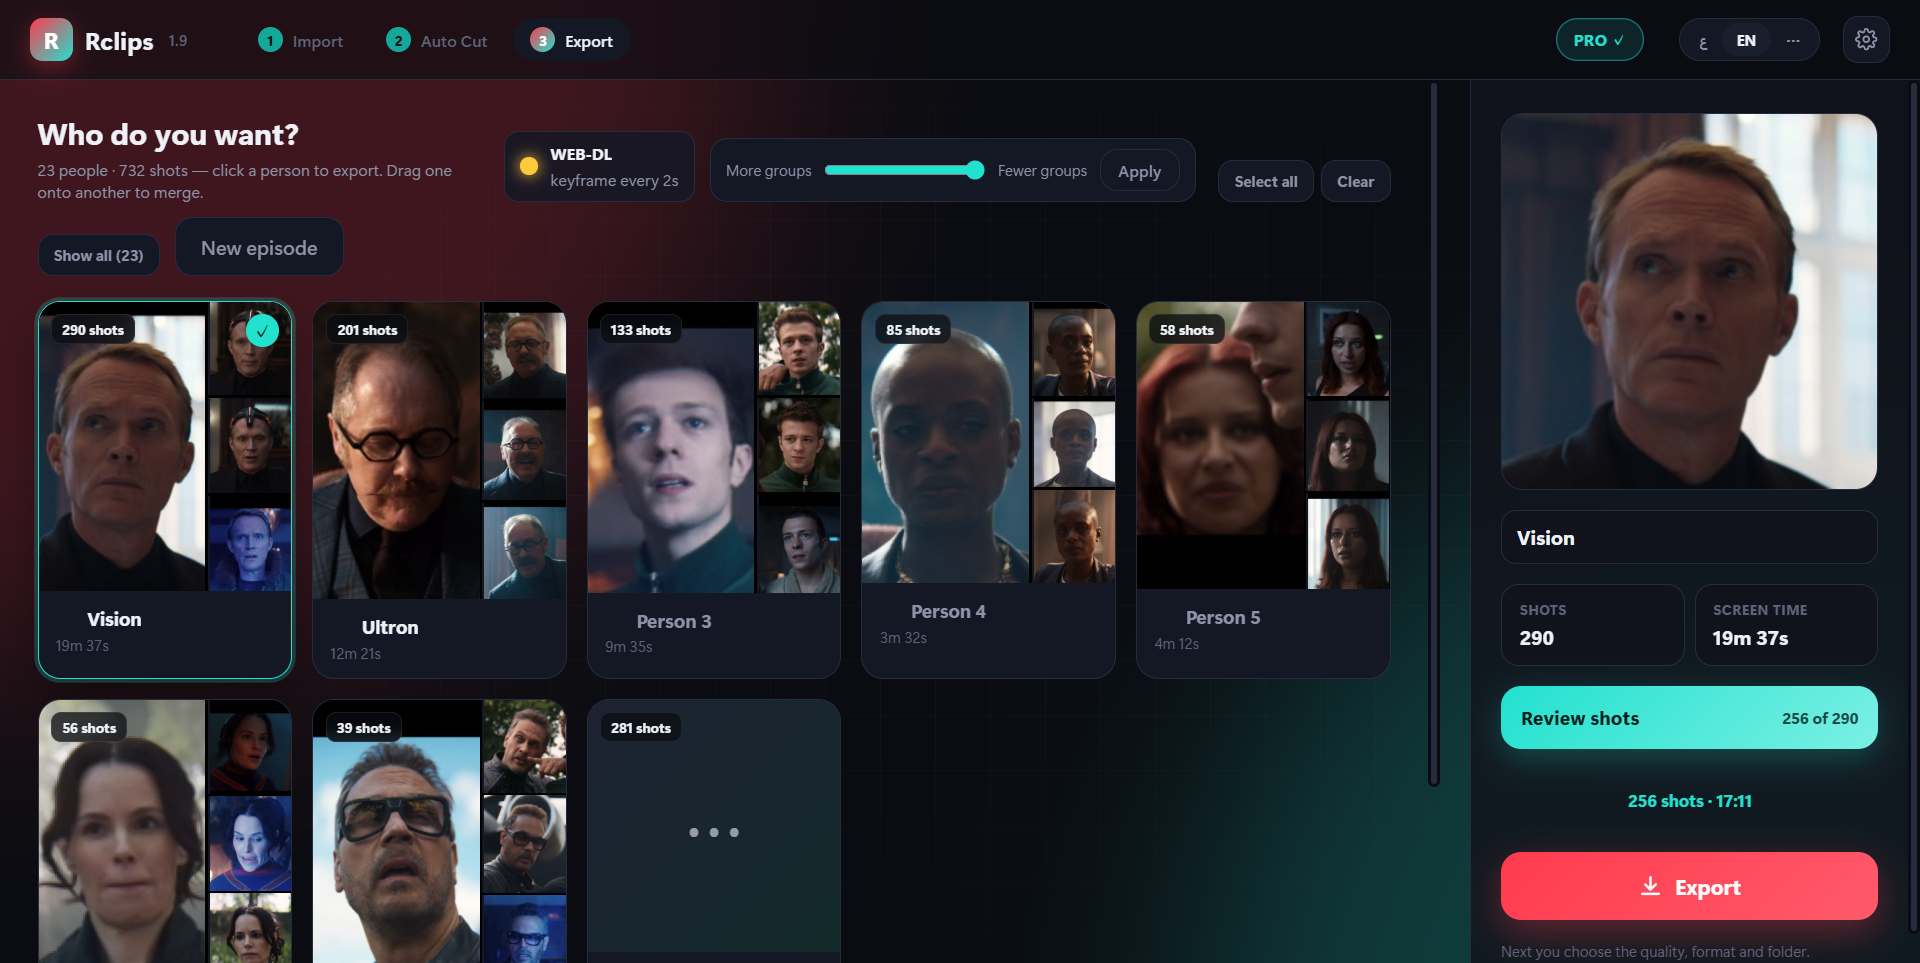 R Rclips 1.9
1 Import
2 Auto Cut
3 Export
PRO ✓
ع EN ···
Who do you want?
23 people · 732 shots — click a person to export. Drag one
onto another to merge.
WEB-DL
keyframe every 2s
More groups Fewer groups Apply
Select all Clear
Show all (23) New episode
290 shots
Vision
19m 37s
201 shots
Ultron
12m 21s
133 shots
Person 3
9m 35s
85 shots
Person 4
3m 32s
58 shots
Person 5
4m 12s
56 shots
39 shots
281 shots
Vision
SHOTS
290
SCREEN TIME
19m 37s
Review shots 256 of 290
256 shots · 17:11
Export
Next you choose the quality, format and folder.